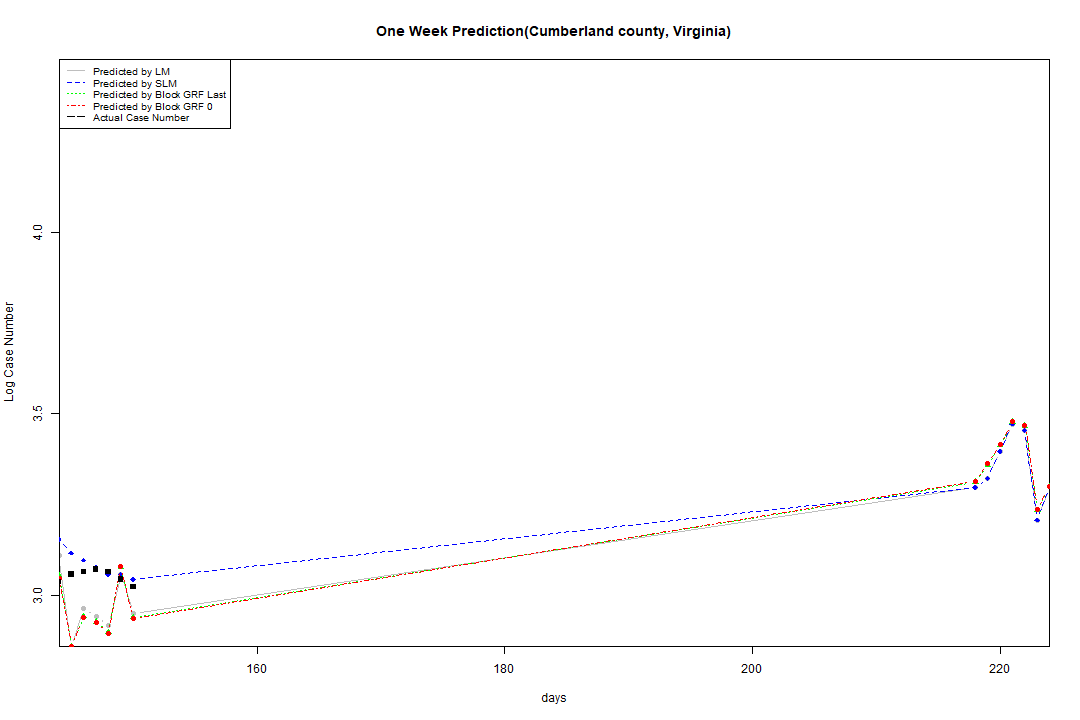 One Week Prediction(Cumberland county, Virginia)
Predicted by LM
Predicted by SLM
Predicted by Block GRF Last
Predicted by Block GRF 0
Actual Case Number
4.0
3.5
3.0
Log Case Number
160
180
200
220
days